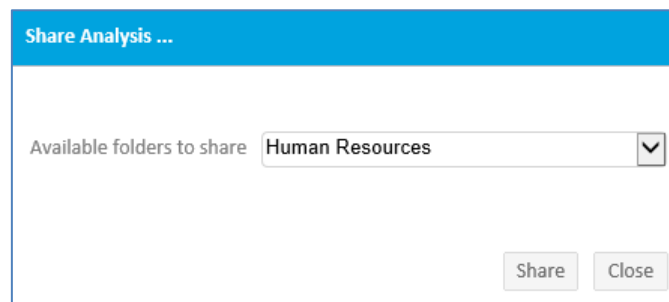 Share Analysis ...
Available folders to share Human Resources
Share Close